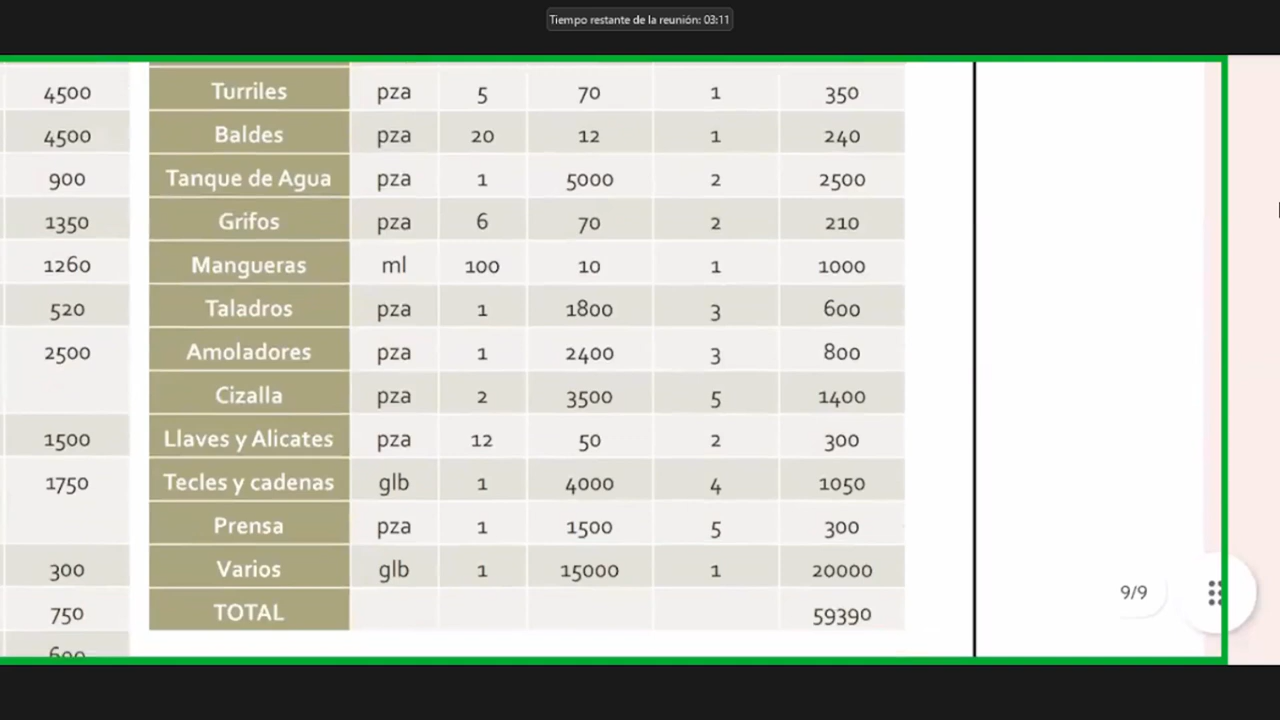 Tiempo restante de la reunión: 03:11
4500 Turriles pza 5 70 1 350
4500 Baldes pza 20 12 1 240
900 Tanque de Agua pza 1 5000 2 2500
1350 Grifos pza 6 70 2 210
1260 Mangueras ml 100 10 1 1000
520 Taladros pza 1 1800 3 600
2500 Amoladores pza 1 2400 3 800
Cizalla pza 2 3500 5 1400
1500 Llaves y Alicates pza 12 50 2 300
1750 Tecles y cadenas glb 1 4000 4 1050
Prensa pza 1 1500 5 300
300 Varios glb 1 15000 1 20000
750 TOTAL 59390
9/9